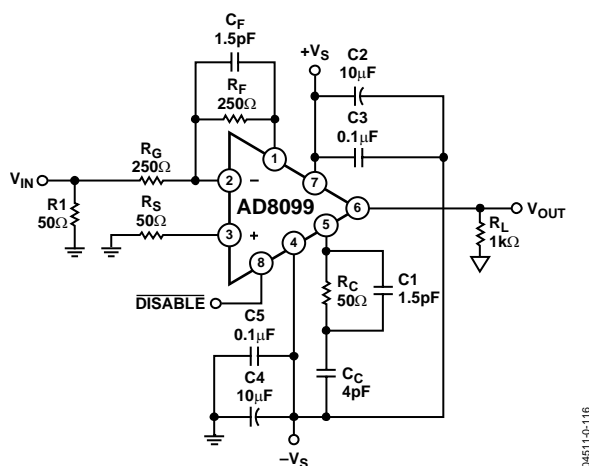 C_F
1.5pF
R_F
250Ω
+V_S
C2
10μF
C3
0.1μF
R_G
250Ω
V_IN
R1
50Ω
R_S
50Ω
1
2
–
3
+
AD8099
7
6
5
4
8
V_OUT
R_L
1kΩ
DISABLE
R_C
50Ω
C1
1.5pF
C5
0.1μF
C4
10μF
C_C
4pF
–V_S
04511-0-116